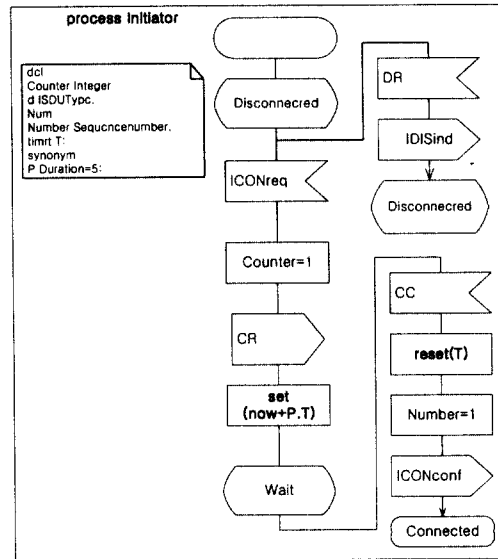 process Initiator
dcl
Counter Integer
d ISDUTypc.
Num
Number Sequcncenumber.
timrt T:
synonym
P Duration=5:
Disconnecred
ICONreq
Counter=1
CR
set
(now+P.T)
Wait
DR
IDISind
Disconnecred
CC
reset(T)
Number=1
ICONconf
Connected